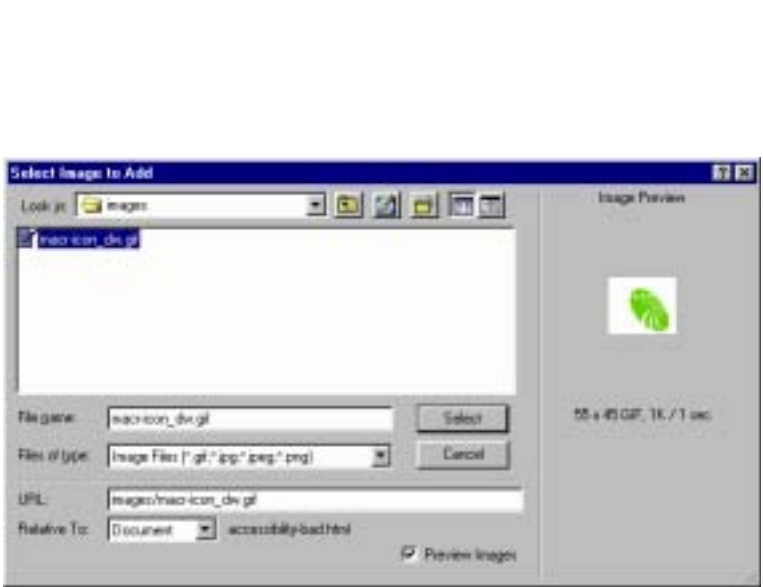 Select Image to Add
Look in: images
Image Preview
macr-icon_dw.gif
File name: macr-icon_dw.gif Select
55 x 45 GIF, 1K / 1 sec
Files of type: Image Files (*.gif;*.jpg;*.jpeg;*.png) Cancel
URL: images/macr-icon_dw.gif
Relative To: Document accessibility-bad.html
Preview Images